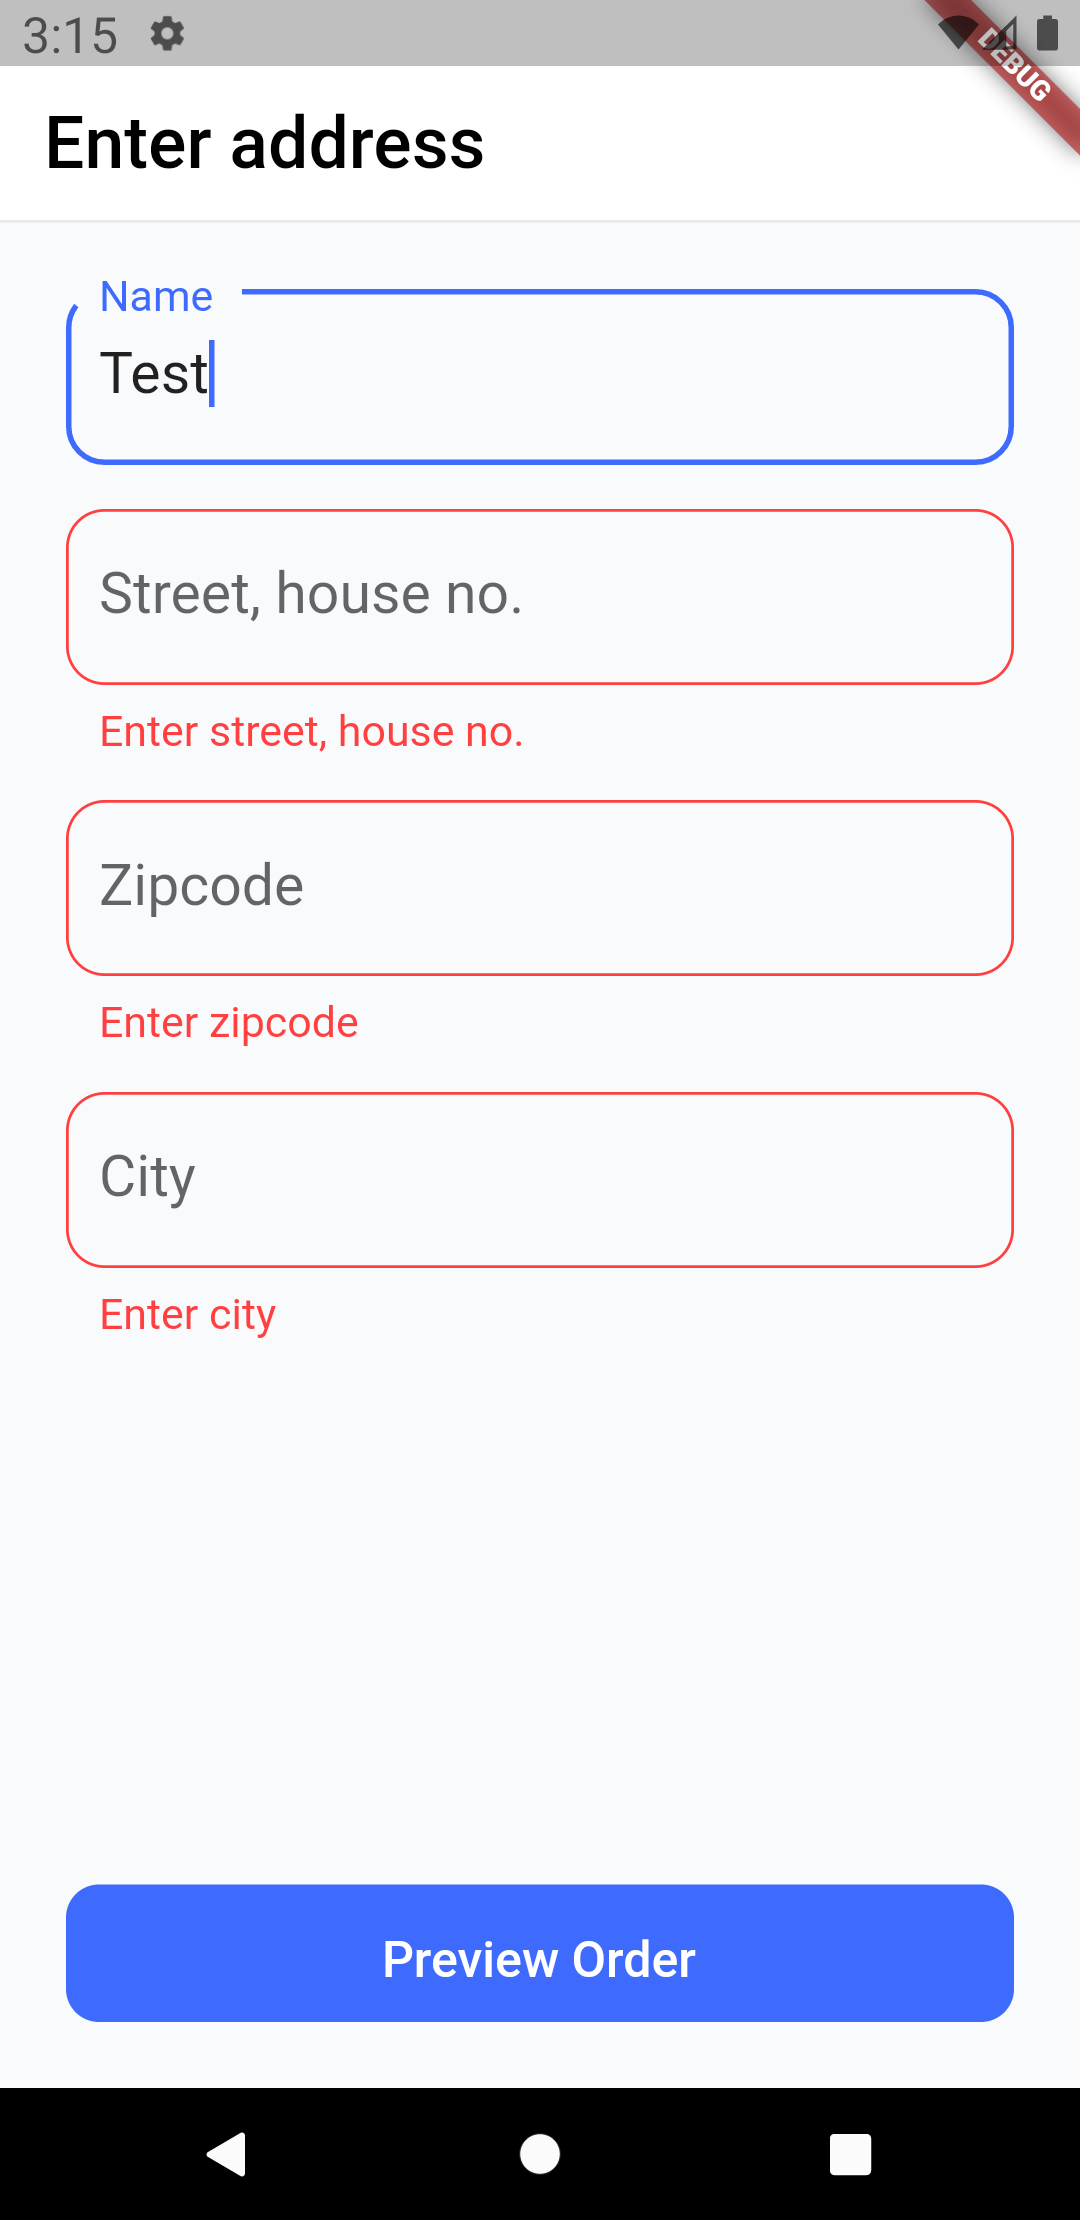 3:15
DEBUG
Enter address
Name
Test
Street, house no.
Enter street, house no.
Zipcode
Enter zipcode
City
Enter city
Preview Order